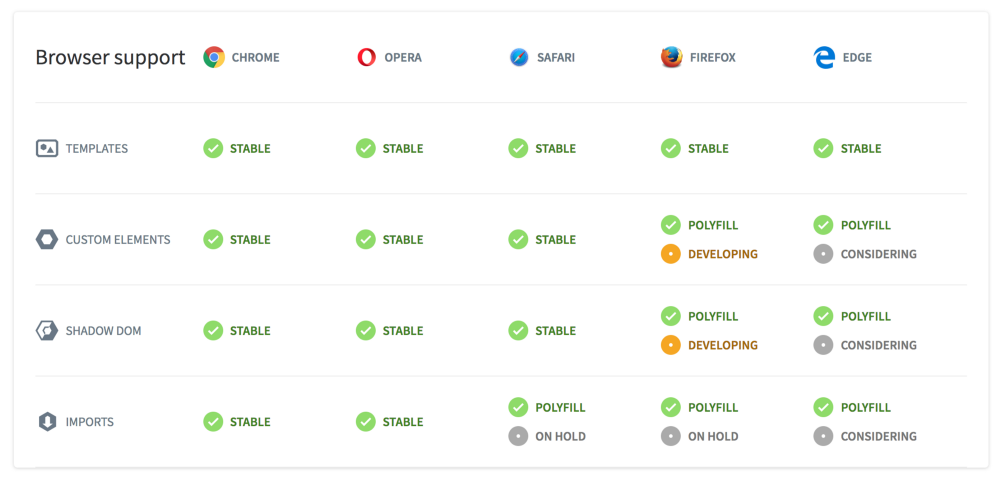 Browser support CHROME OPERA SAFARI FIREFOX EDGE
TEMPLATES STABLE STABLE STABLE STABLE STABLE
CUSTOM ELEMENTS STABLE STABLE STABLE POLYFILL POLYFILL
DEVELOPING CONSIDERING
SHADOW DOM STABLE STABLE STABLE POLYFILL POLYFILL
DEVELOPING CONSIDERING
IMPORTS STABLE STABLE POLYFILL POLYFILL POLYFILL
ON HOLD ON HOLD CONSIDERING